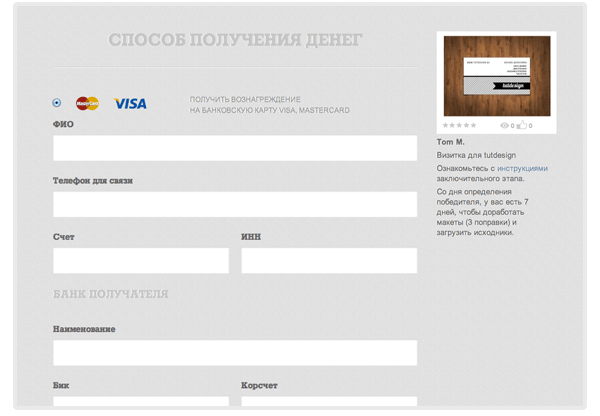 СПОСОБ ПОЛУЧЕНИЯ ДЕНЕГ
MasterCard VISA
ПОЛУЧИТЬ ВОЗНАГРАЖДЕНИЕ
НА БАНКОВСКУЮ КАРТУ VISA, MASTERCARD
ФИО
Телефон для связи
Счет ИНН
БАНК ПОЛУЧАТЕЛЯ
Наименование
Бик Корсчет
tutdesign
0 0
Tom M.
Визитка для tutdesign
Ознакомьтесь с инструкциями
заключительного этапа.
Со дня определения
победителя, у вас есть 7
дней, чтобы доработать
макеты (3 поправки) и
загрузить исходники.